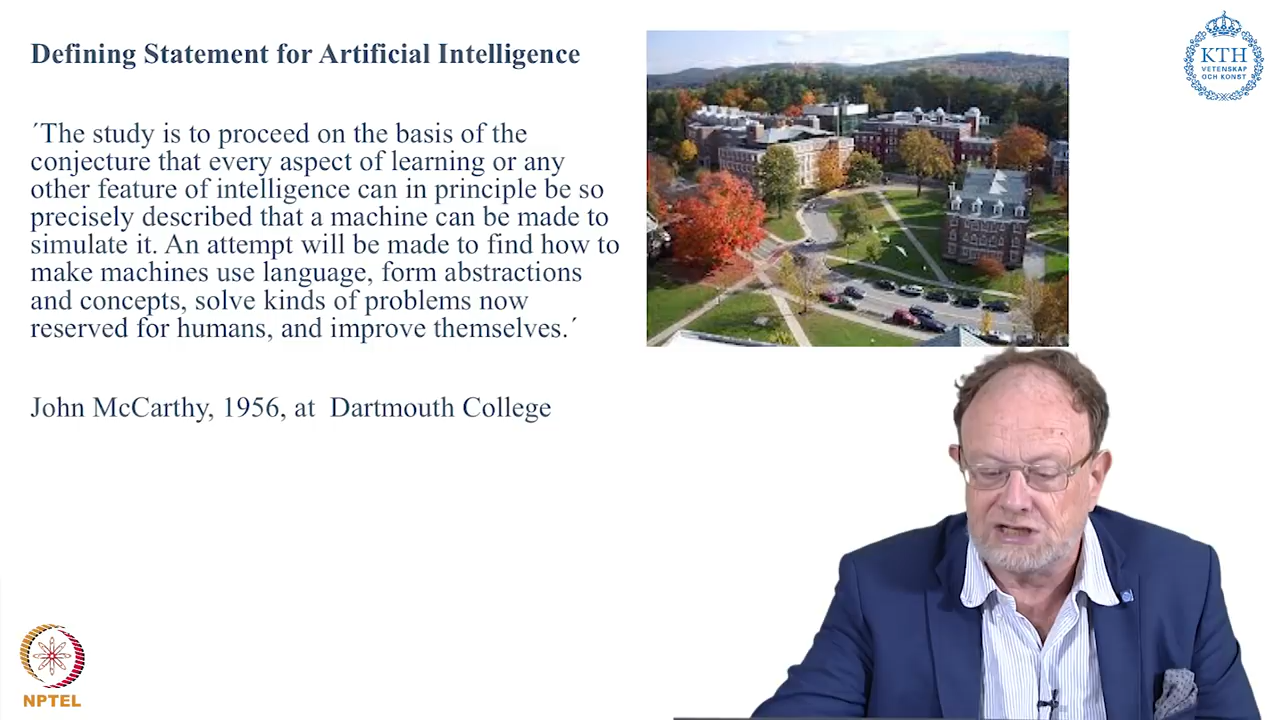 Defining Statement for Artificial Intelligence
´The study is to proceed on the basis of the
conjecture that every aspect of learning or any
other feature of intelligence can in principle be so
precisely described that a machine can be made to
simulate it. An attempt will be made to find how to
make machines use language, form abstractions
and concepts, solve kinds of problems now
reserved for humans, and improve themselves.´
John McCarthy, 1956, at Dartmouth College
KTH
VETENSKAP
OCH KONST
NPTEL